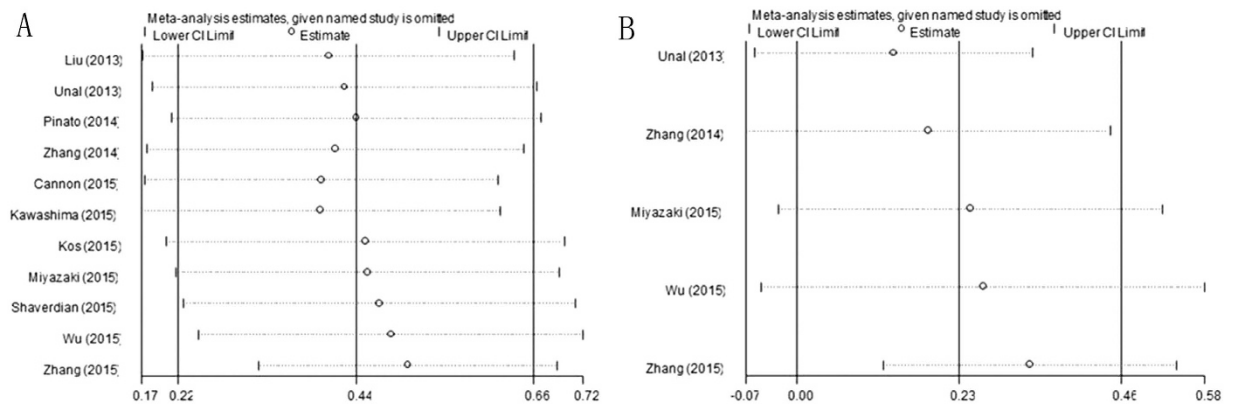 A
Meta-analysis estimates, given named study is omitted
Lower CI Limit Estimate Upper CI Limit
Liu (2013)
Unal (2013)
Pinato (2014)
Zhang (2014)
Cannon (2015)
Kawashima (2015)
Kos (2015)
Miyazaki (2015)
Shaverdian (2015)
Wu (2015)
Zhang (2015)
0.17 0.22 0.44 0.66 0.72
B
Meta-analysis estimates, given named study is omitted
Lower CI Limit Estimate Upper CI Limit
Unal (2013)
Zhang (2014)
Miyazaki (2015)
Wu (2015)
Zhang (2015)
-0.07 0.00 0.23 0.46 0.58